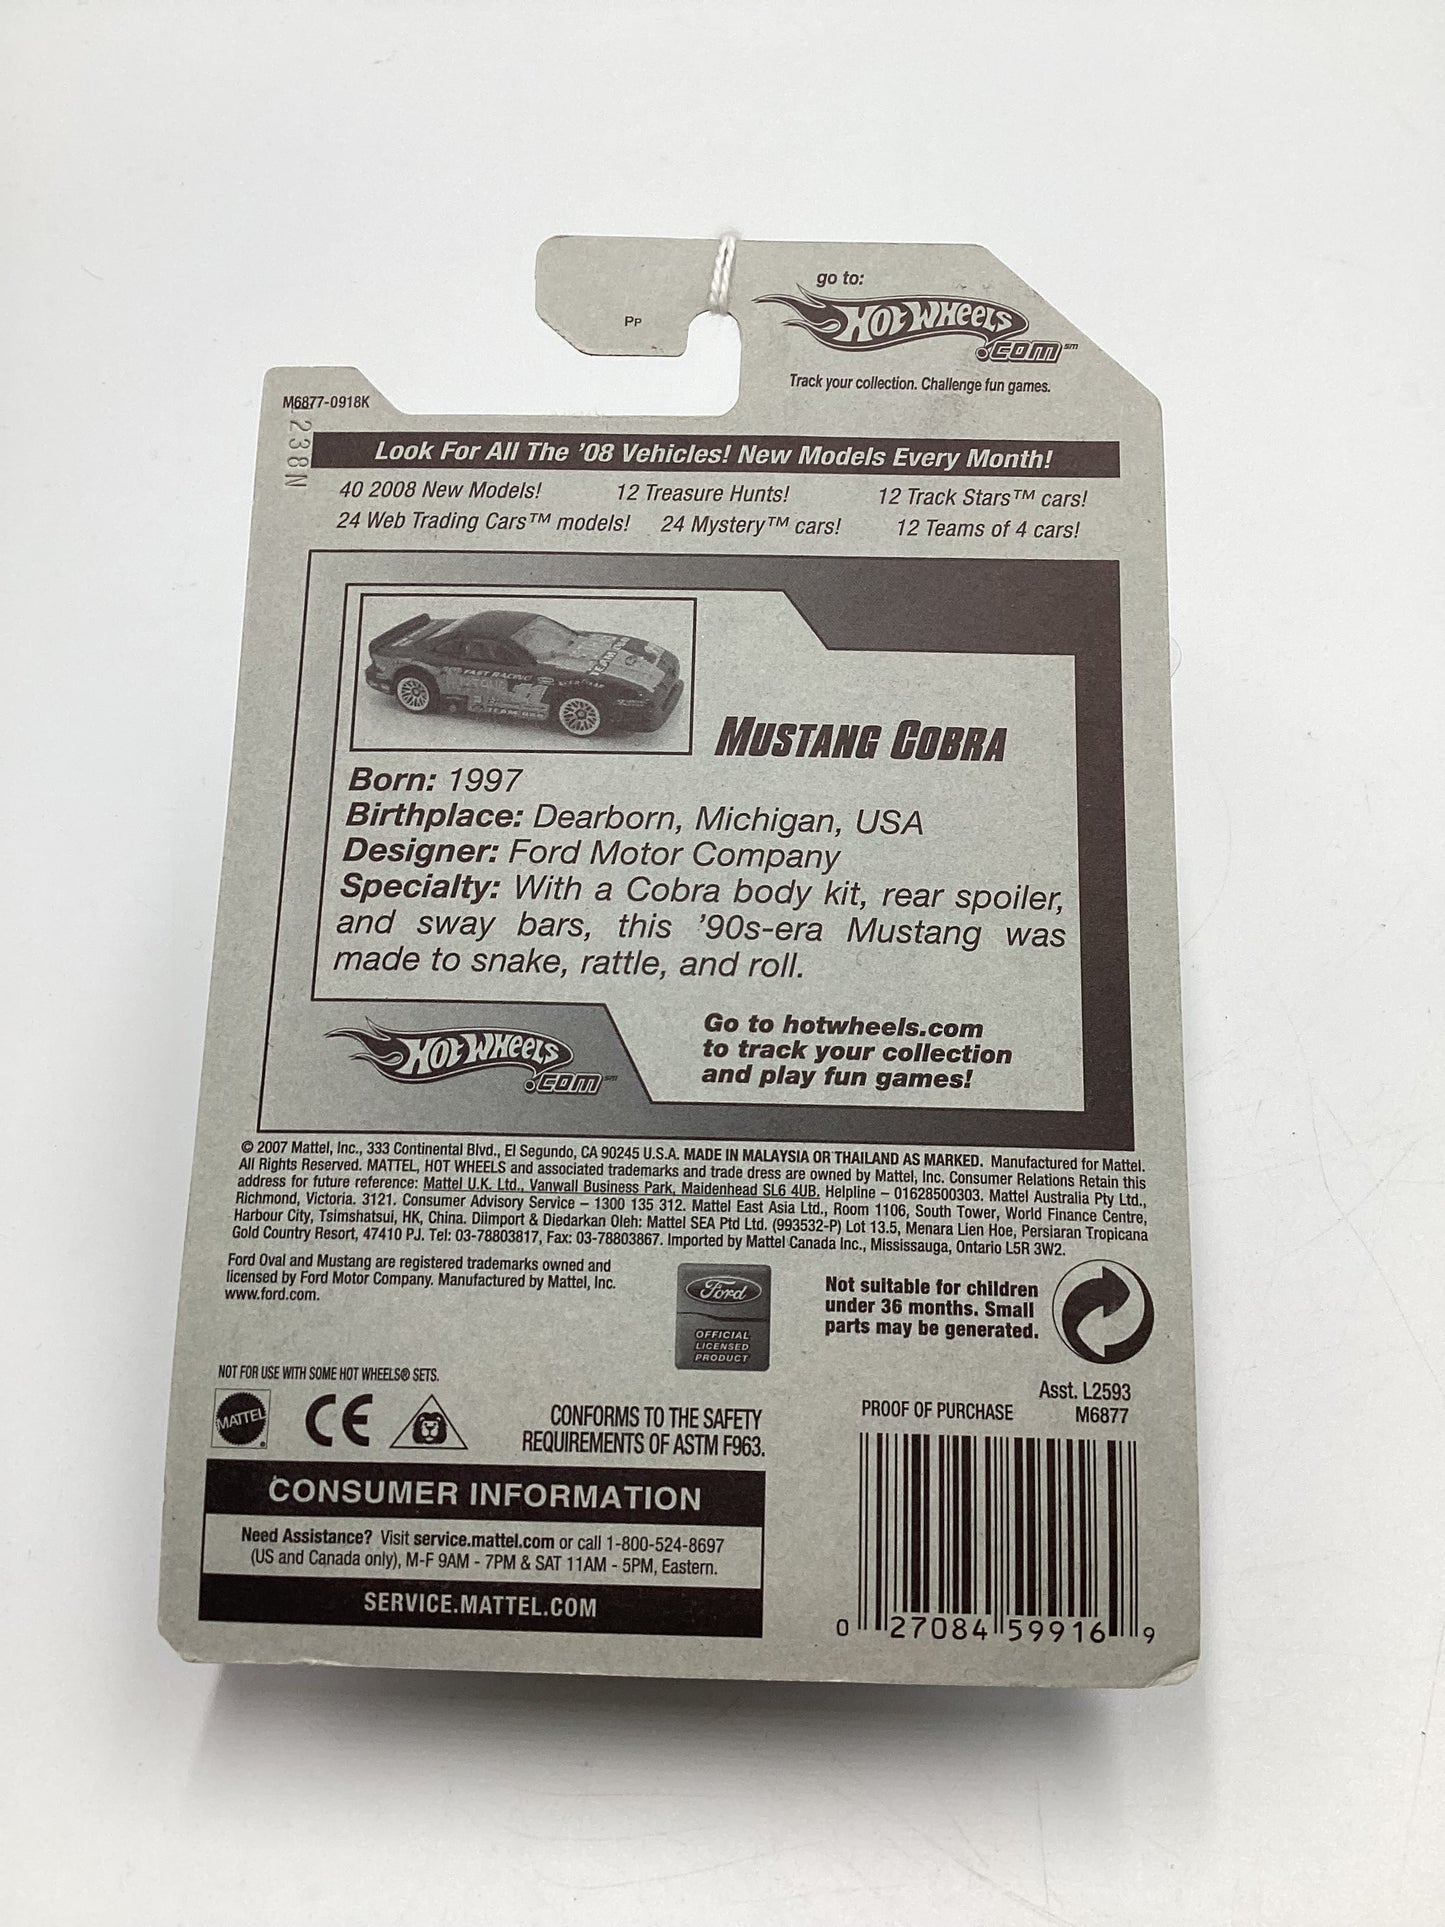 Pp
go to:
Hot Wheels
.com℠
Track your collection. Challenge fun games.
M6877-0918K
238N
Look For All The ’08 Vehicles! New Models Every Month!
40 2008 New Models! 12 Treasure Hunts! 12 Track Stars™ cars!
24 Web Trading Cars™ models! 24 Mystery™ cars! 12 Teams of 4 cars!
FAST RACING
Mustang Cobra
Born: 1997
Birthplace: Dearborn, Michigan, USA
Designer: Ford Motor Company
Specialty: With a Cobra body kit, rear spoiler,
and sway bars, this ’90s-era Mustang was
made to snake, rattle, and roll.
Hot Wheels
.com℠
Go to hotwheels.com
to track your collection
and play fun games!
© 2007 Mattel, Inc., 333 Continental Blvd., El Segundo, CA 90245 U.S.A. MADE IN MALAYSIA OR THAILAND AS MARKED. Manufactured for Mattel.
All Rights Reserved. MATTEL, HOT WHEELS and associated trademarks and trade dress are owned by Mattel, Inc. Consumer Relations Retain this
address for future reference: Mattel U.K. Ltd., Vanwall Business Park, Maidenhead SL6 4UB. Helpline – 01628500303. Mattel Australia Pty Ltd.,
Richmond, Victoria. 3121. Consumer Advisory Service – 1300 135 312. Mattel East Asia Ltd., Room 1106, South Tower, World Finance Centre,
Harbour City, Tsimshatsui, HK, China. Diimport & Diedarkan Oleh: Mattel SEA Ptd Ltd. (993532-P) Lot 13.5, Menara Lien Hoe, Persiaran Tropicana
Gold Country Resort, 47410 PJ. Tel: 03-78803817, Fax: 03-78803867. Imported by Mattel Canada Inc., Mississauga, Ontario L5R 3W2.
Ford Oval and Mustang are registered trademarks owned and
licensed by Ford Motor Company. Manufactured by Mattel, Inc.
www.ford.com.
Ford
OFFICIAL
LICENSED
PRODUCT
Not suitable for children
under 36 months. Small
parts may be generated.
NOT FOR USE WITH SOME HOT WHEELS® SETS.
MATTEL
CE
CONFORMS TO THE SAFETY
REQUIREMENTS OF ASTM F963.
Asst. L2593
PROOF OF PURCHASE M6877
CONSUMER INFORMATION
Need Assistance? Visit service.mattel.com or call 1-800-524-8697
(US and Canada only), M-F 9AM - 7PM & SAT 11AM - 5PM, Eastern.
SERVICE.MATTEL.COM
0 27084 59916 9